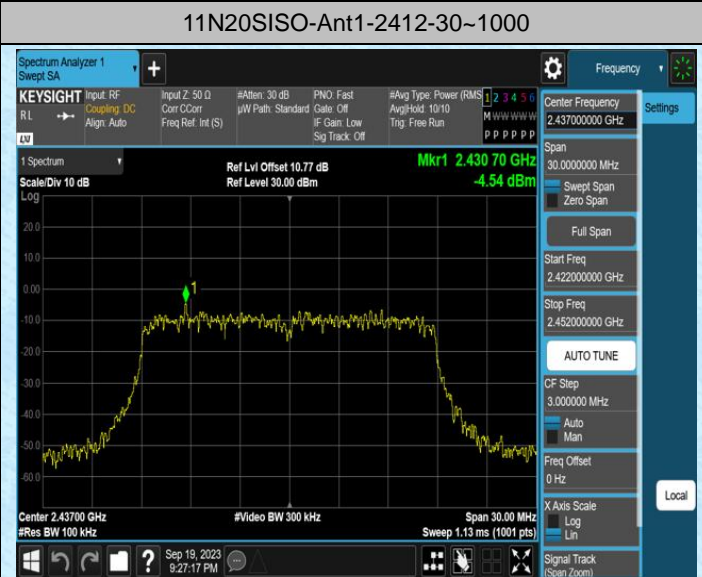 11N20SISO-Ant1-2412-30~1000
Spectrum Analyzer 1
Swept SA
+
Frequency
KEYSIGHT
RL
LXI
Input: RF
Coupling: DC
Align: Auto
Input Z: 50 Ω
Corr CCorr
Freq Ref: Int (S)
#Atten: 30 dB
µW Path: Standard
PNO: Fast
Gate: Off
IF Gain: Low
Sig Track: Off
#Avg Type: Power (RMS
Avg|Hold: 10/10
Trig: Free Run
1 2 3 4 5 6
M W W W W W
P P P P P P
1 Spectrum
Scale/Div 10 dB
Log
Ref Lvl Offset 10.77 dB
Ref Level 30.00 dBm
Mkr1 2.430 70 GHz
-4.54 dBm
20.0
10.0
0.00
-10.0
-20.0
-30.0
-40.0
-50.0
-60.0
1
Center 2.43700 GHz
#Res BW 100 kHz
#Video BW 300 kHz
Span 30.00 MHz
Sweep 1.13 ms (1001 pts)
Sep 19, 2023
9:27:17 PM
?
Center Frequency
2.437000000 GHz
Span
30.0000000 MHz
Swept Span
Zero Span
Full Span
Start Freq
2.422000000 GHz
Stop Freq
2.452000000 GHz
AUTO TUNE
CF Step
3.000000 MHz
Auto
Man
Freq Offset
0 Hz
X Axis Scale
Log
Lin
Signal Track
(Span Zoom)
Settings
Local